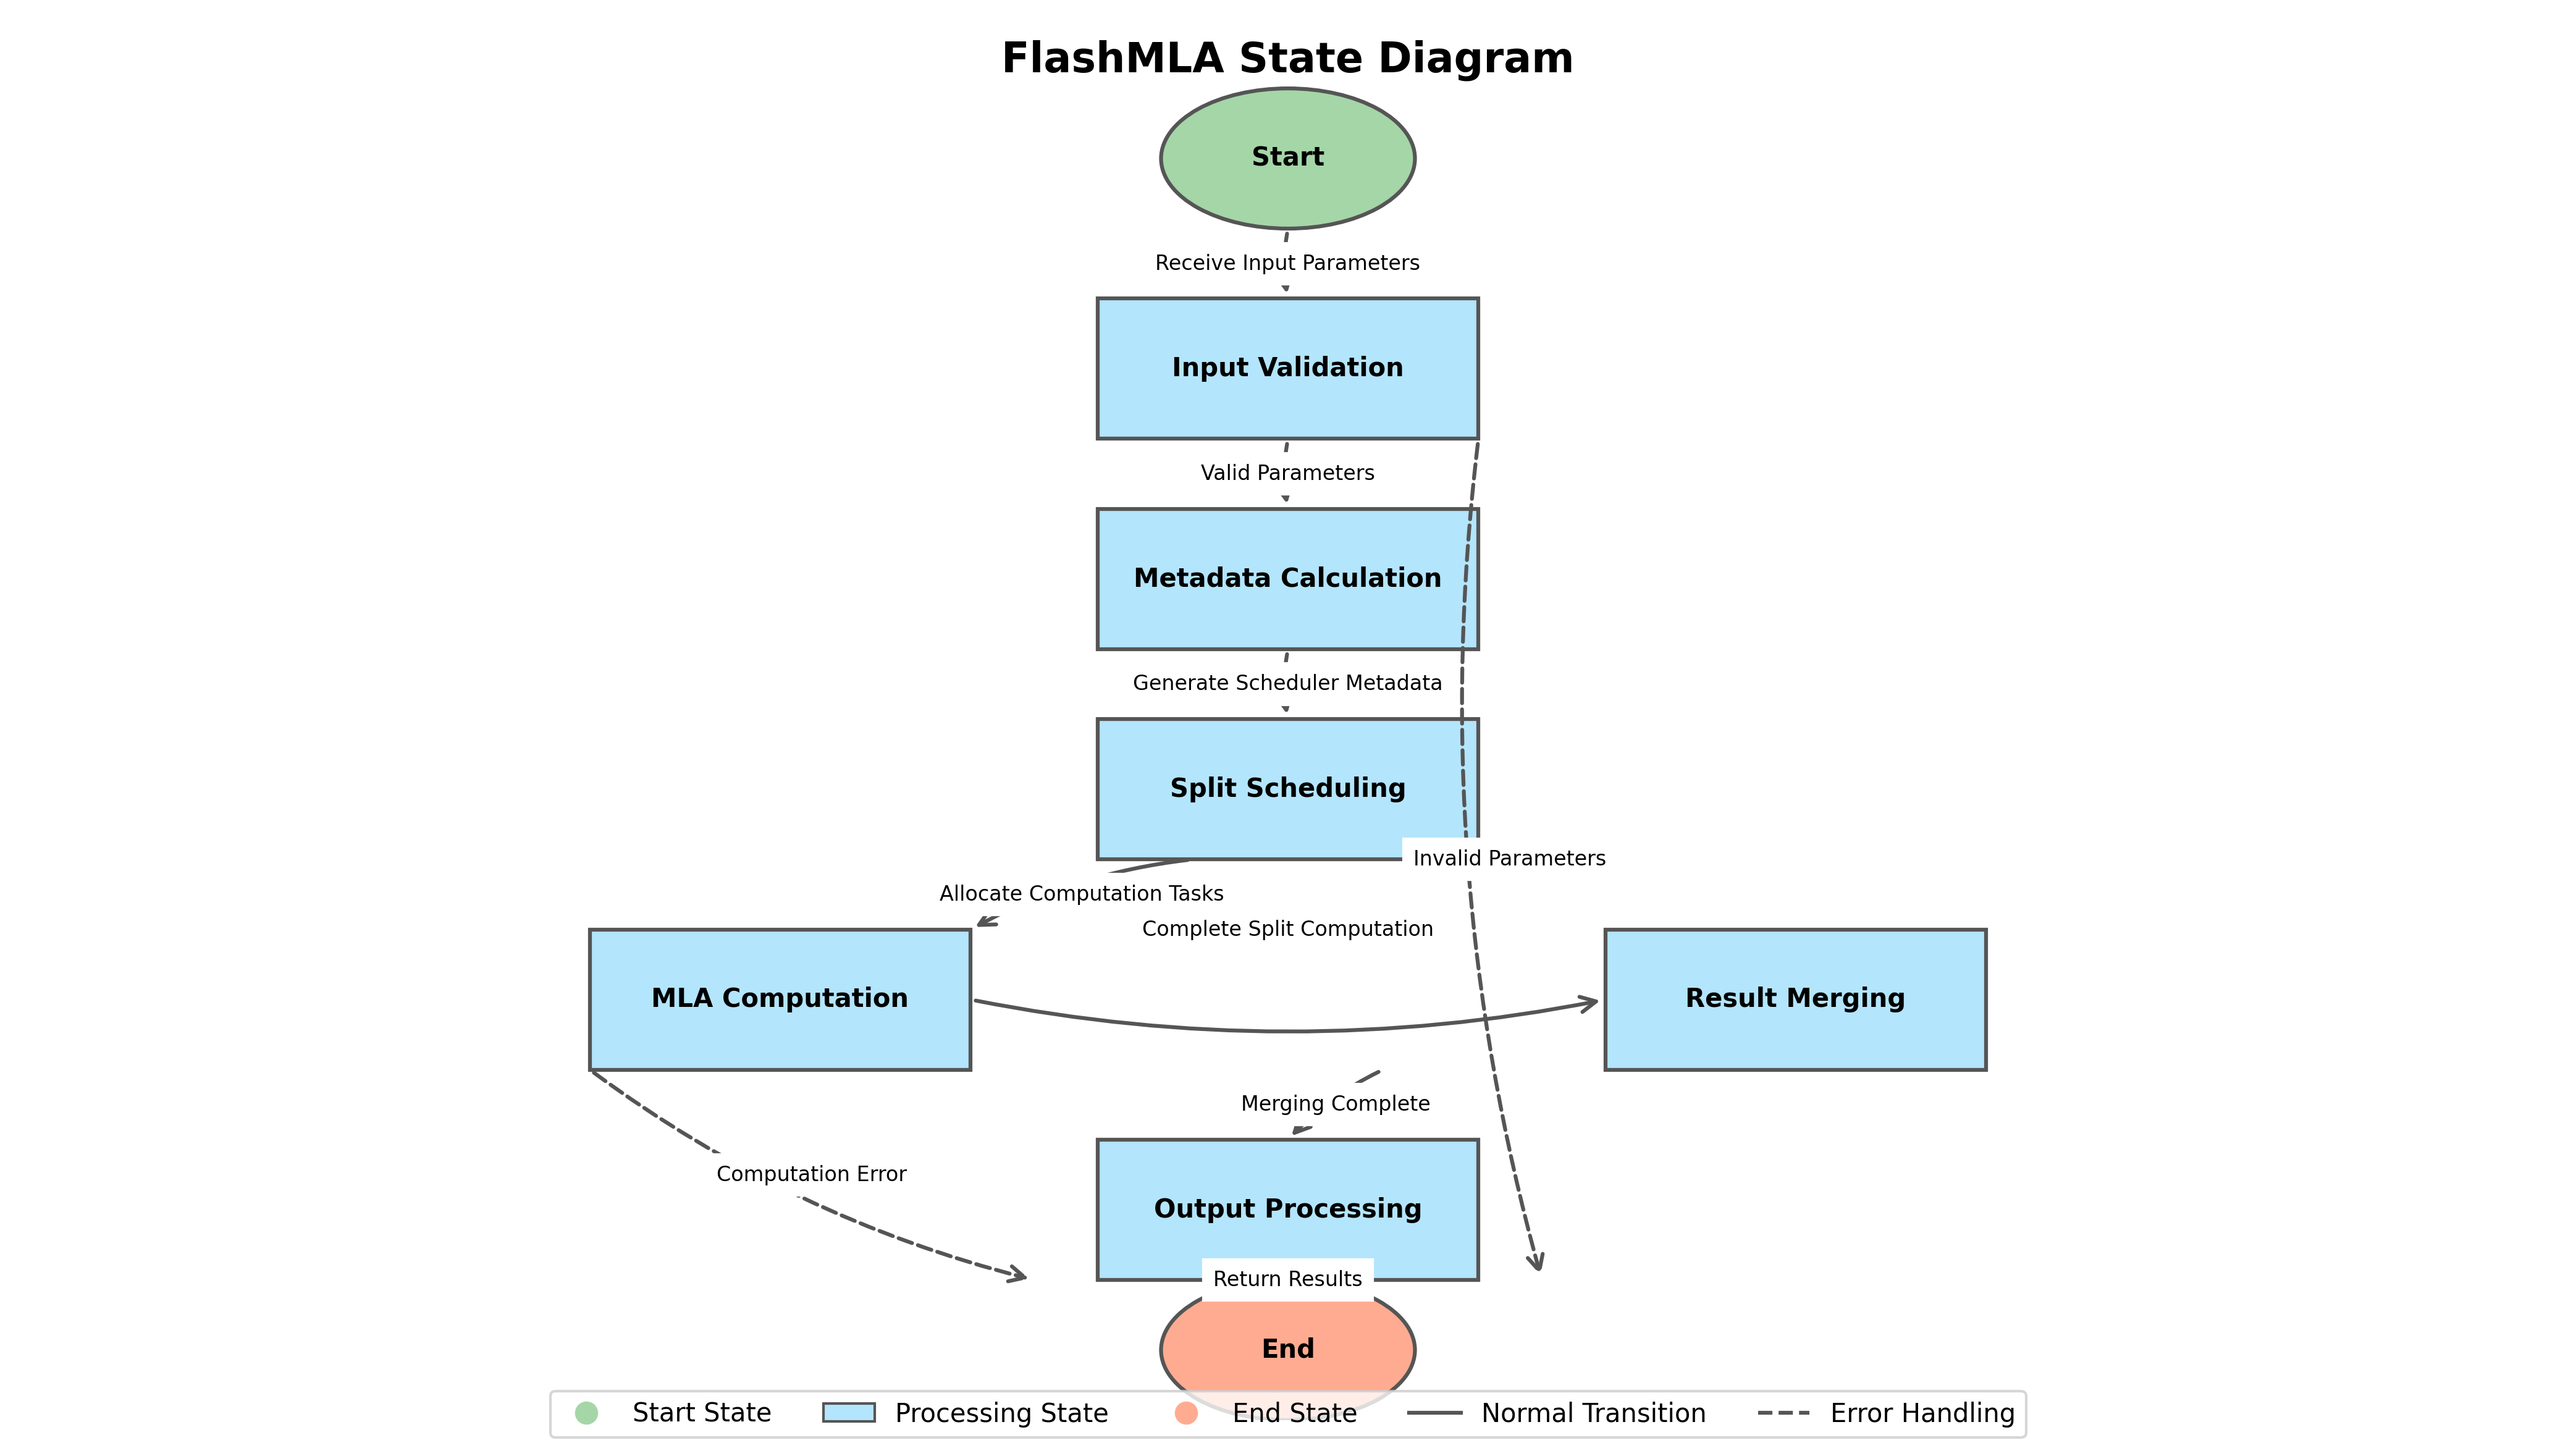 FlashMLA State Diagram
Start
Receive Input Parameters
Input Validation
Valid Parameters
Metadata Calculation
Generate Scheduler Metadata
Split Scheduling
Invalid Parameters
Allocate Computation Tasks
Complete Split Computation
MLA Computation
Result Merging
Merging Complete
Computation Error
Output Processing
Return Results
End
Start State
Processing State
End State
Normal Transition
Error Handling